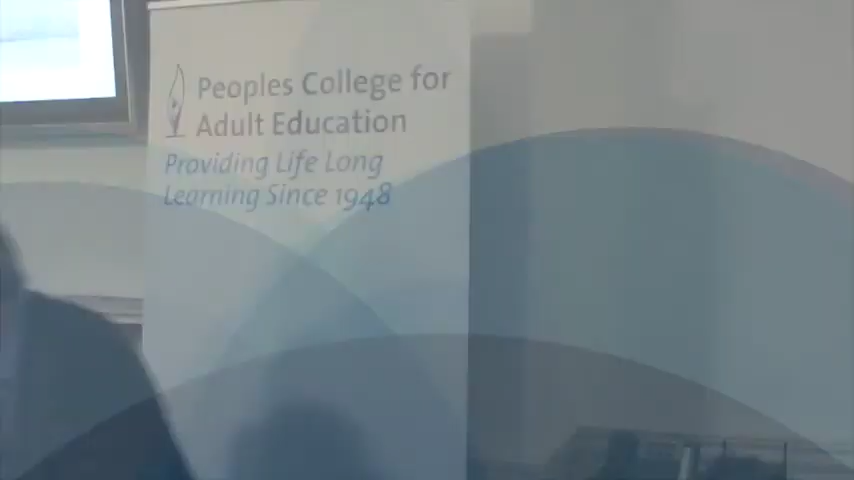 Peoples College for
Adult Education
Providing Life Long
Learning Since 1948